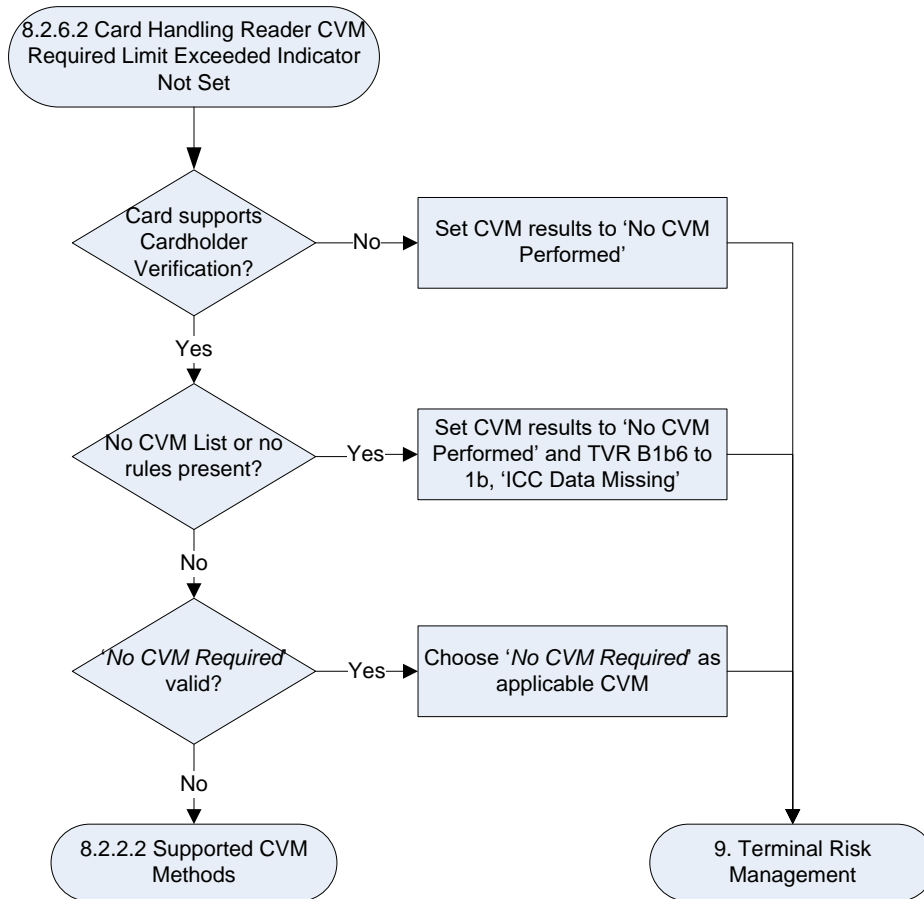 8.2.6.2 Card Handling Reader CVM
Required Limit Exceeded Indicator
Not Set
Card supports
Cardholder
Verification?
No
Set CVM results to ‘No CVM
Performed’
Yes
No CVM List or no
rules present?
Yes
Set CVM results to ‘No CVM
Performed’ and TVR B1b6 to
1b, ‘ICC Data Missing’
No
‘No CVM Required’
valid?
Yes
Choose ‘No CVM Required’ as
applicable CVM
No
8.2.2.2 Supported CVM
Methods
9. Terminal Risk
Management